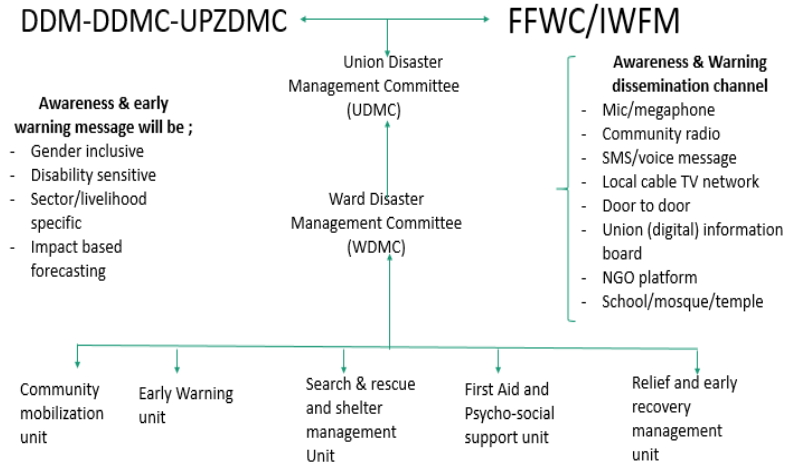 DDM-DDMC-UPZDMC
FFWC/IWFM
Union Disaster
Management Committee
(UDMC)
Awareness & early
warning message will be ;
- Gender inclusive
- Disability sensitive
- Sector/livelihood
specific
- Impact based
forecasting
Ward Disaster
Management Committee
(WDMC)
Awareness & Warning
dissemination channel
- Mic/megaphone
- Community radio
- SMS/voice message
- Local cable TV network
- Door to door
- Union (digital) information
board
- NGO platform
- School/mosque/temple
Community
mobilization
unit
Early Warning
unit
Search & rescue
and shelter
management
Unit
First Aid and
Psycho-social
support unit
Relief and early
recovery
management
unit